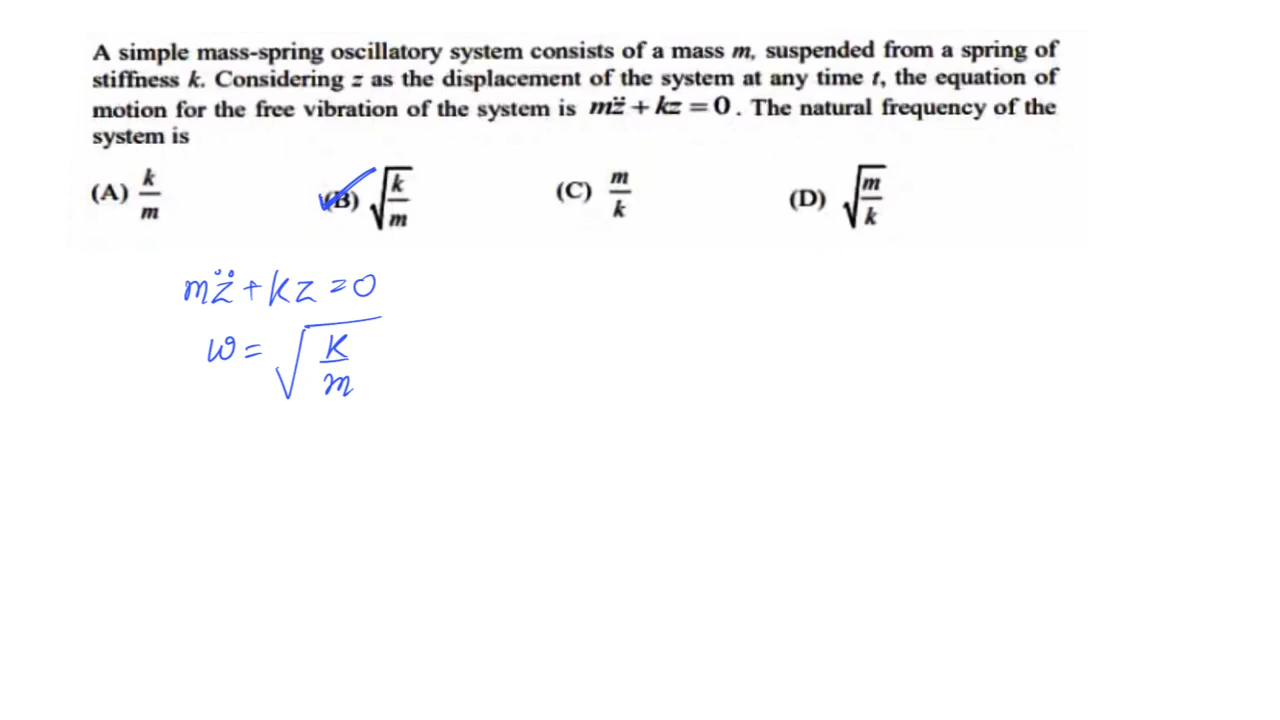 A simple mass-spring oscillatory system consists of a mass m, suspended from a spring of
stiffness k. Considering z as the displacement of the system at any time t, the equation of
motion for the free vibration of the system is mz̈ + kz = 0. The natural frequency of the
system is
(A) k/m (B) √(k/m) (C) m/k (D) √(m/k)
mz̈ + kz = 0
ω = √(K/m)